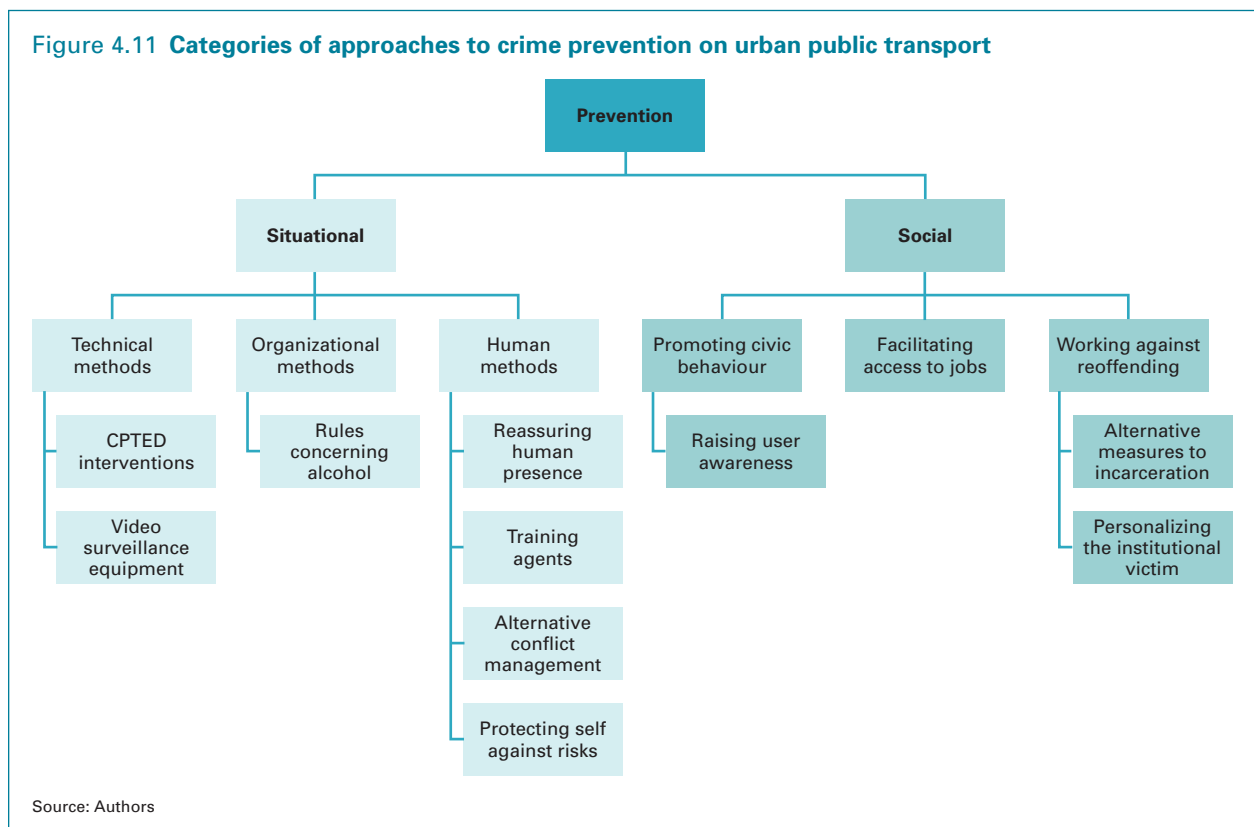 Figure 4.11 Categories of approaches to crime prevention on urban public transport
Prevention
Situational
Social
Technical
methods
Organizational
methods
Human
methods
Promoting civic
behaviour
Facilitating
access to jobs
Working against
reoffending
CPTED
interventions
Rules
concerning
alcohol
Reassuring
human
presence
Raising user
awareness
Alternative
measures to
incarceration
Video
surveillance
equipment
Training
agents
Personalizing
the institutional
victim
Alternative
conflict
management
Protecting self
against risks
Source: Authors